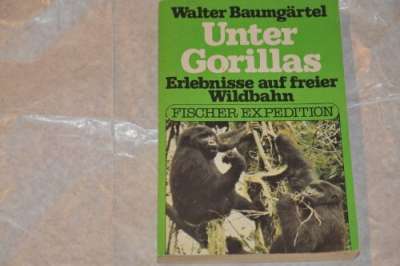 Walter Baumgärtel
Unter
Gorillas
Erlebnisse auf freier
Wildbahn
FISCHER EXPEDITION